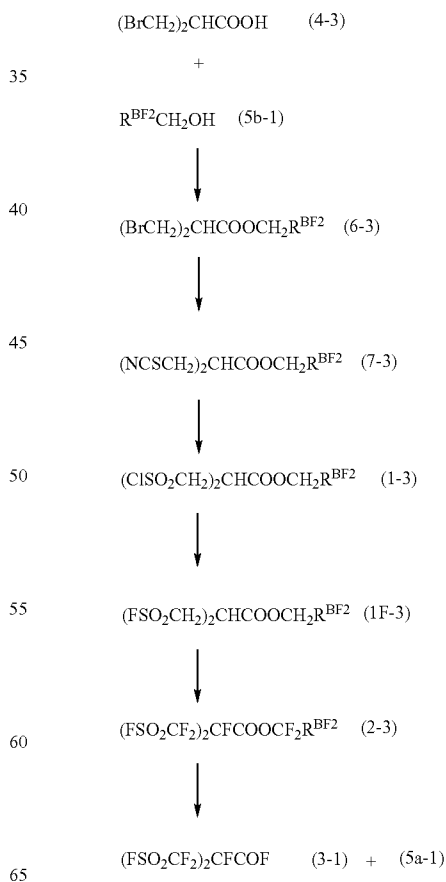 (BrCH₂)₂CHCOOH (4-3)
35
+
Rᴮᶠ²CH₂OH (5b-1)
40
(BrCH₂)₂CHCOOCH₂Rᴮᶠ² (6-3)
45
(NCSCH₂)₂CHCOOCH₂Rᴮᶠ² (7-3)
50
(ClSO₂CH₂)₂CHCOOCH₂Rᴮᶠ² (1-3)
55
(FSO₂CH₂)₂CHCOOCH₂Rᴮᶠ² (1F-3)
60
(FSO₂CF₂)₂CFCOOCF₂Rᴮᶠ² (2-3)
65
(FSO₂CF₂)₂CFCOF (3-1) + (5a-1)